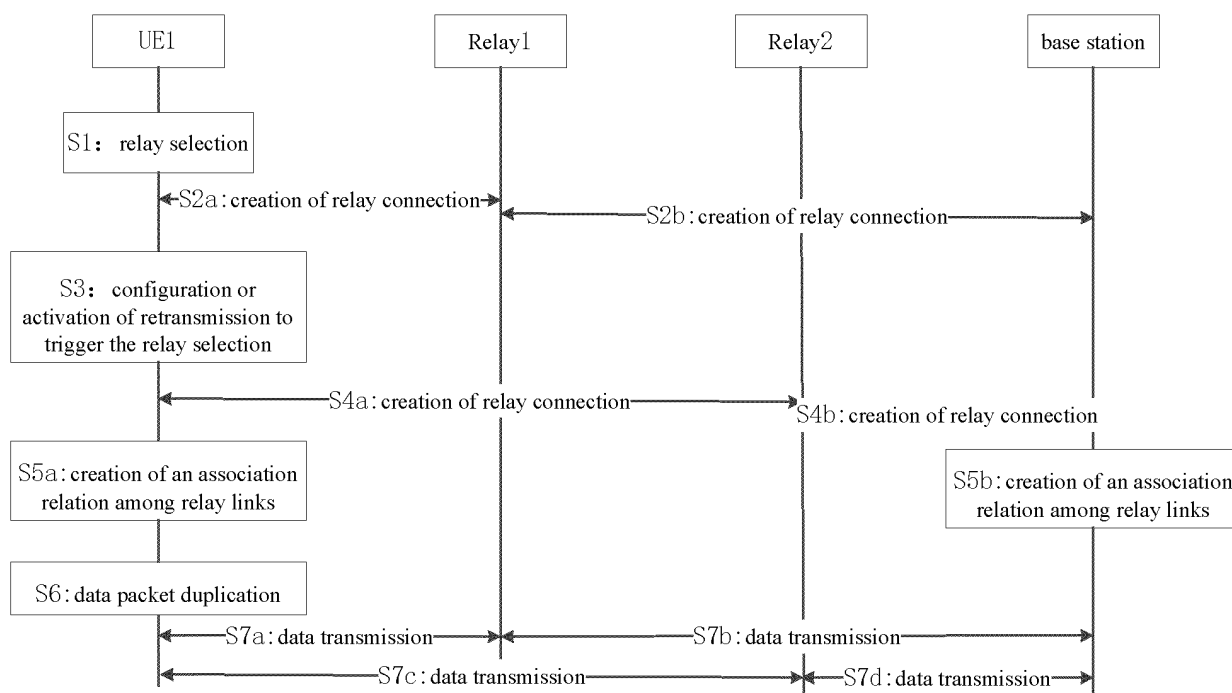 UE1
Relay1
Relay2
base station
S1： relay selection
S2a:creation of relay connection
S2b:creation of relay connection
S3： configuration or
activation of retransmission to
trigger the relay selection
S4a:creation of relay connection
S4b:creation of relay connection
S5a:creation of an association
relation among relay links
S5b:creation of an association
relation among relay links
S6:data packet duplication
S7a:data transmission
S7b:data transmission
S7c:data transmission
S7d:data transmission